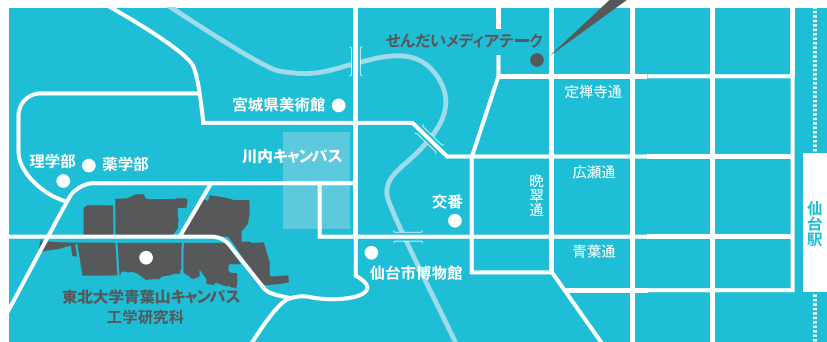 せんだいメディアテーク
定禅寺通
宮城県美術館
川内キャンパス
理学部
薬学部
広瀬通
晩翠通
交番
仙台駅
青葉通
仙台市博物館
東北大学青葉山キャンパス
工学研究科